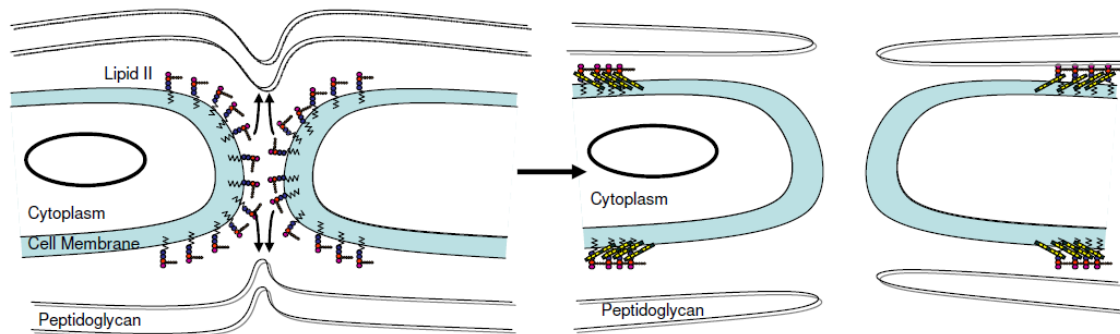 Lipid II
Cytoplasm
Cell Membrane
Peptidoglycan
Cytoplasm
Peptidoglycan